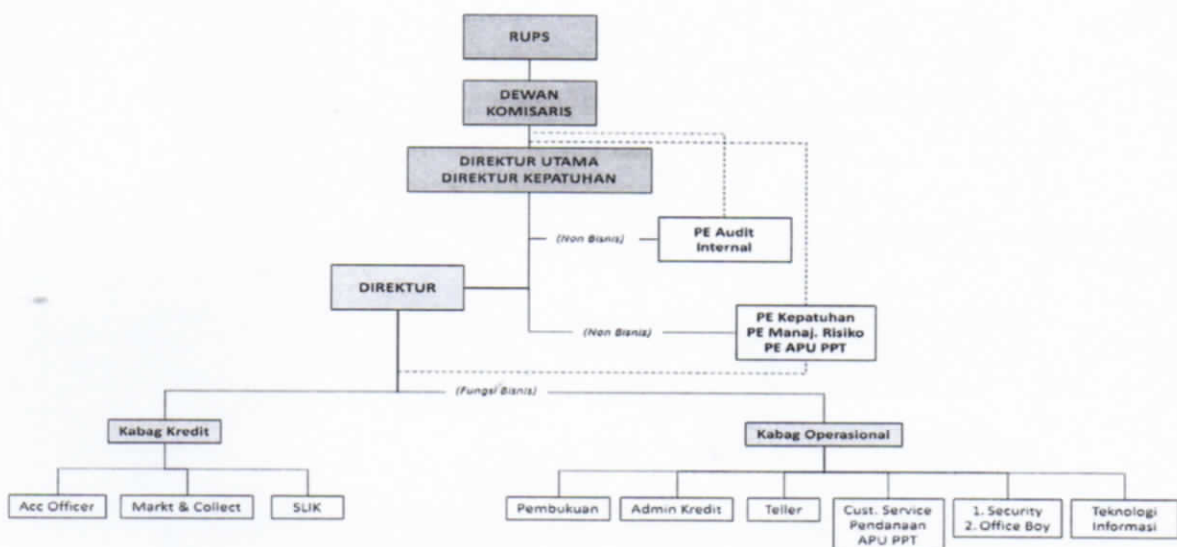 RUPS
DEWAN
KOMISARIS
DIREKTUR UTAMA
DIREKTUR KEPATUHAN
(Non Bisnis)
PE Audit
Internal
DIREKTUR
(Non Bisnis)
PE Kepatuhan
PE Manaj. Risiko
PE APU PPT
(Fungsi Bisnis)
Kabag Kredit
Kabag Operasional
Acc Officer
Markt & Collect
SLIK
Pembukuan
Admin Kredit
Teller
Cust. Service
Pendanaan
APU PPT
1. Security
2. Office Boy
Teknologi
Informasi